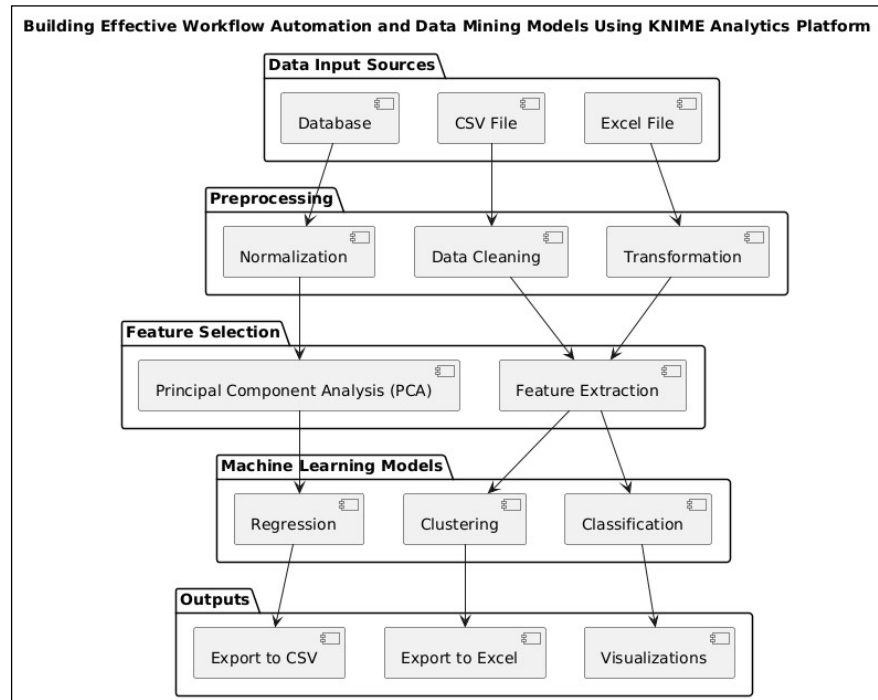 Building Effective Workflow Automation and Data Mining Models Using KNIME Analytics Platform
Data Input Sources
Database
CSV File
Excel File
Preprocessing
Normalization
Data Cleaning
Transformation
Feature Selection
Principal Component Analysis (PCA)
Feature Extraction
Machine Learning Models
Regression
Clustering
Classification
Outputs
Export to CSV
Export to Excel
Visualizations